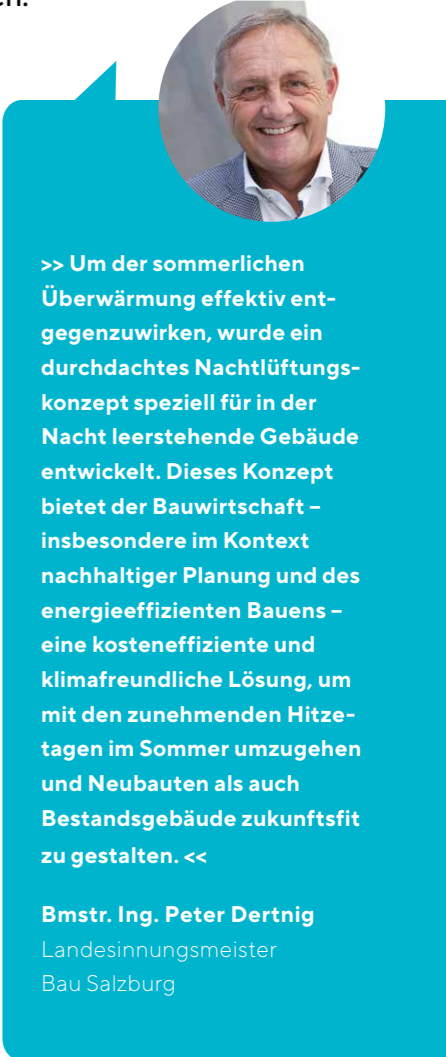 en.
>> Um der sommerlichen
Überwärmung effektiv ent-
gegenzuwirken, wurde ein
durchdachtes Nachtlüftungs-
konzept speziell für in der
Nacht leerstehende Gebäude
entwickelt. Dieses Konzept
bietet der Bauwirtschaft –
insbesondere im Kontext
nachhaltiger Planung und des
energieeffizienten Bauens –
eine kosteneffiziente und
klimafreundliche Lösung, um
mit den zunehmenden Hitze-
tagen im Sommer umzugehen
und Neubauten als auch
Bestandsgebäude zukunftsfit
zu gestalten. <<
Bmstr. Ing. Peter Dertnig
Landesinnungsmeister
Bau Salzburg